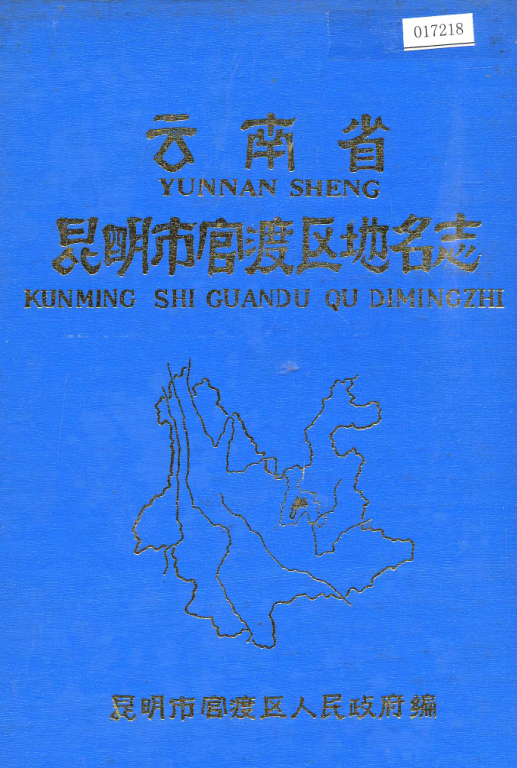 017218
云南省
YUNNAN SHENG
昆明市官渡区地名志
KUNMING SHI GUANDU QU DIMINGZHI
昆明市官渡区人民政府编